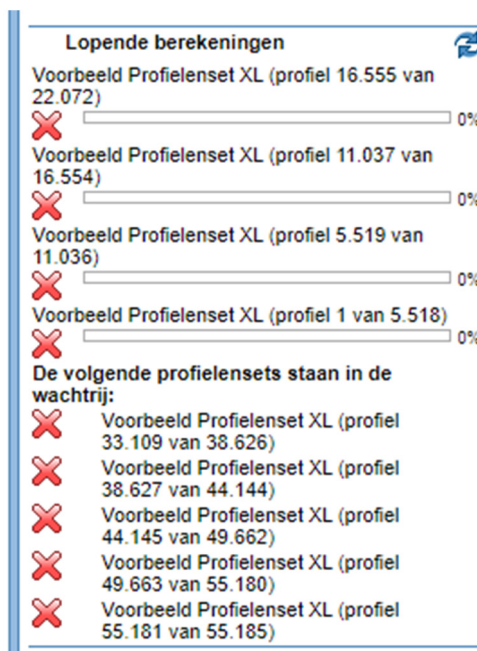 Lopende berekeningen
Voorbeeld Profielenset XL (profiel 16.555 van
22.072)
0%
Voorbeeld Profielenset XL (profiel 11.037 van
16.554)
0%
Voorbeeld Profielenset XL (profiel 5.519 van
11.036)
0%
Voorbeeld Profielenset XL (profiel 1 van 5.518)
0%
De volgende profielensets staan in de
wachtrij:
Voorbeeld Profielenset XL (profiel
33.109 van 38.626)
Voorbeeld Profielenset XL (profiel
38.627 van 44.144)
Voorbeeld Profielenset XL (profiel
44.145 van 49.662)
Voorbeeld Profielenset XL (profiel
49.663 van 55.180)
Voorbeeld Profielenset XL (profiel
55.181 van 55.185)